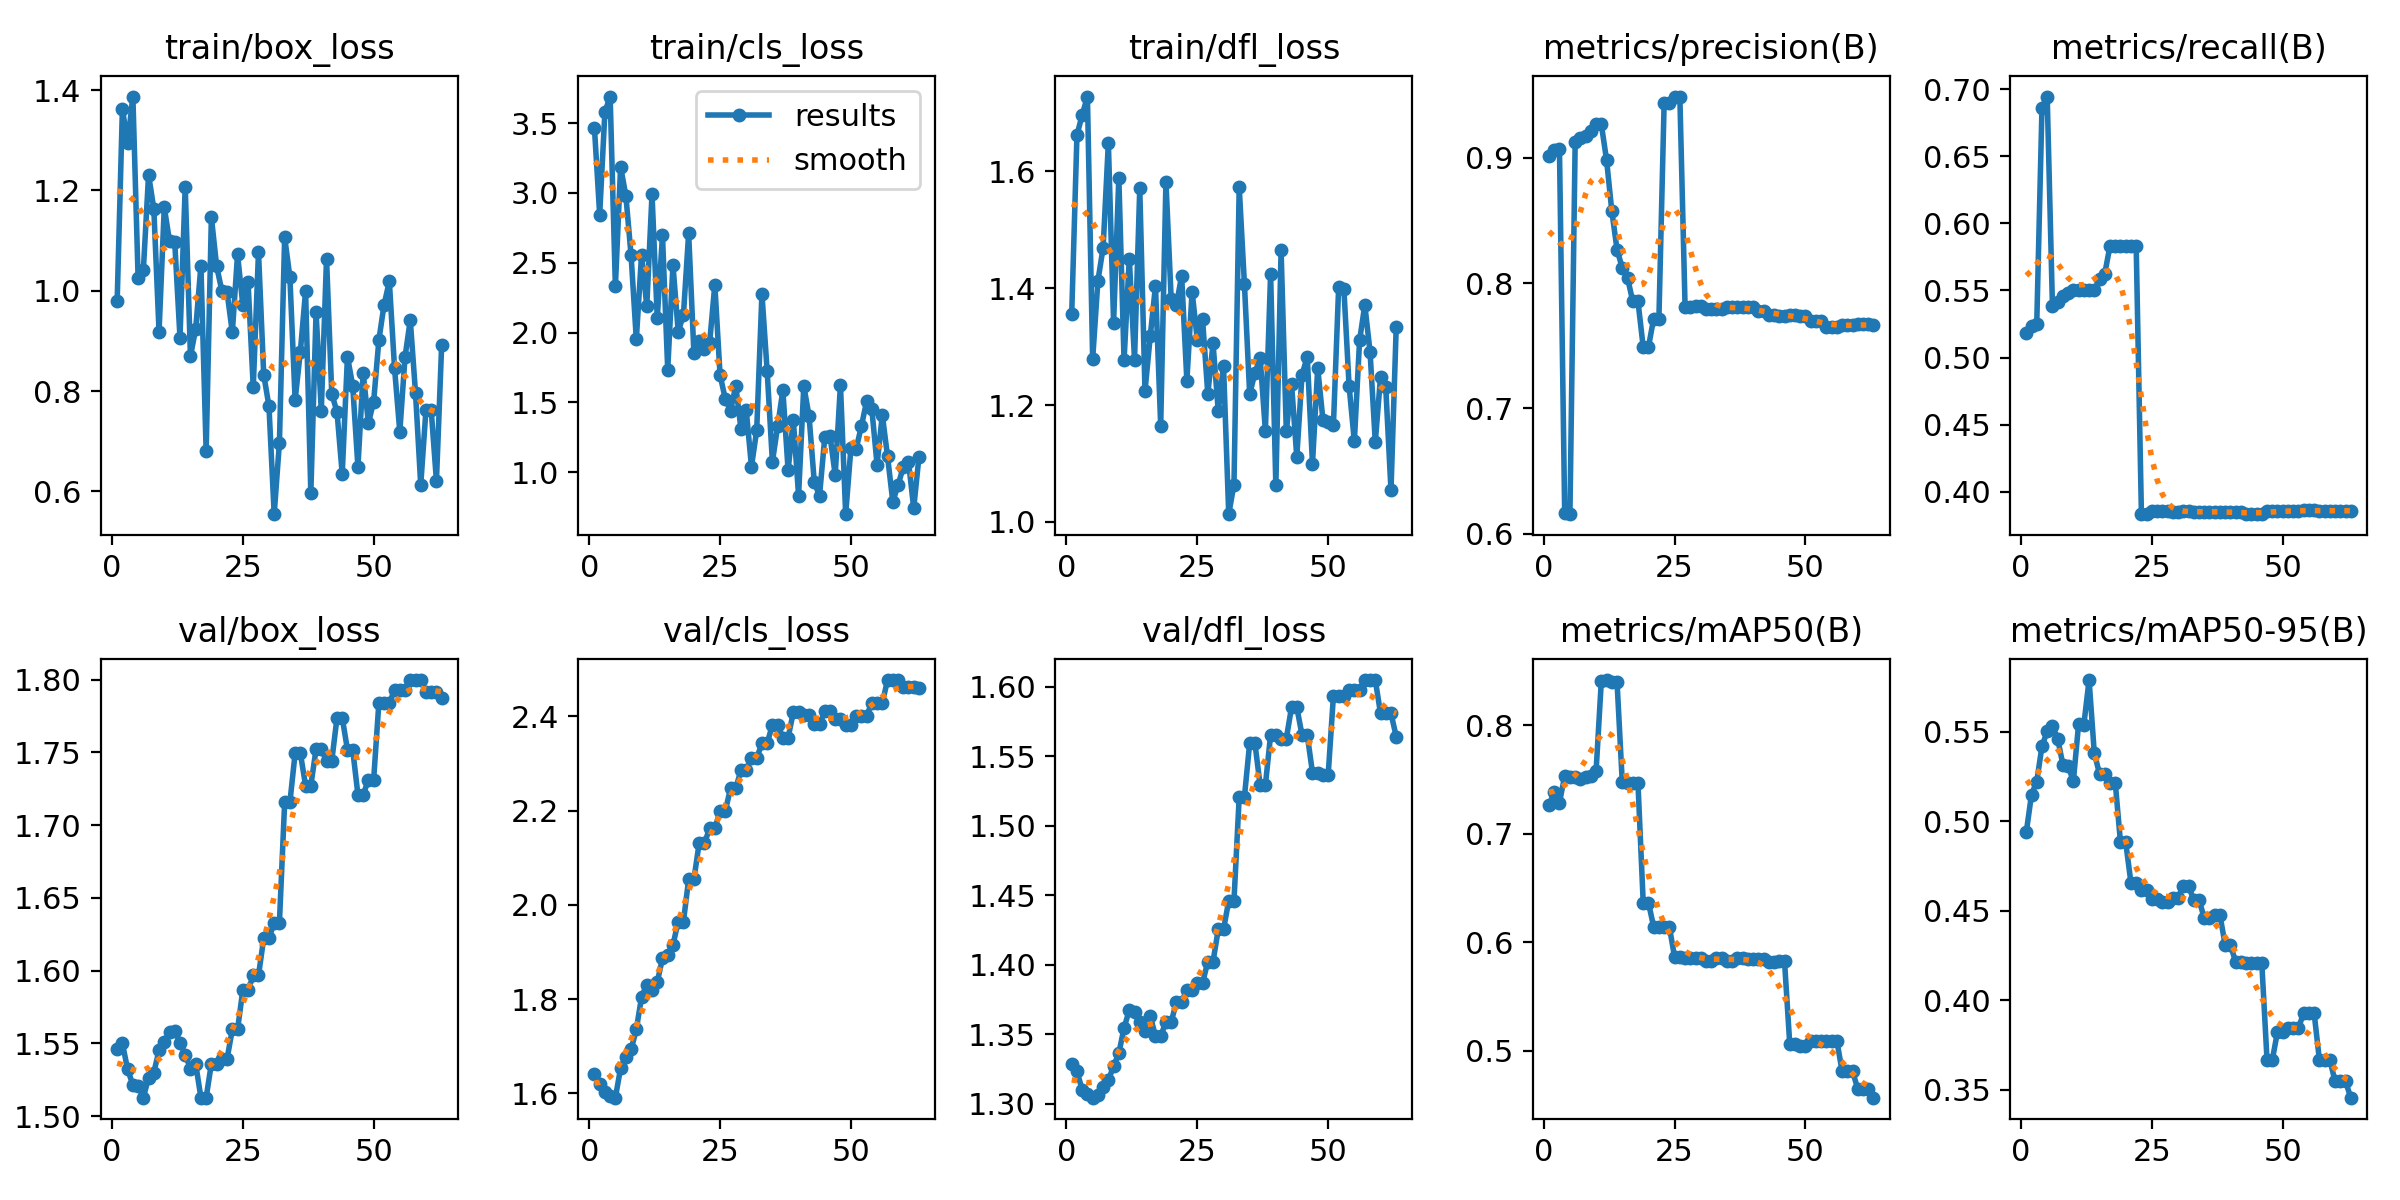 train/box_loss
1.4
1.2
1.0
0.8
0.6
0 25 50
train/cls_loss
results
smooth
3.5
3.0
2.5
2.0
1.5
1.0
0 25 50
train/dfl_loss
1.6
1.4
1.2
1.0
0 25 50
metrics/precision(B)
0.9
0.8
0.7
0.6
0 25 50
metrics/recall(B)
0.70
0.65
0.60
0.55
0.50
0.45
0.40
0 25 50
val/box_loss
1.80
1.75
1.70
1.65
1.60
1.55
1.50
0 25 50
val/cls_loss
2.4
2.2
2.0
1.8
1.6
0 25 50
val/dfl_loss
1.60
1.55
1.50
1.45
1.40
1.35
1.30
0 25 50
metrics/mAP50(B)
0.8
0.7
0.6
0.5
0 25 50
metrics/mAP50-95(B)
0.55
0.50
0.45
0.40
0.35
0 25 50